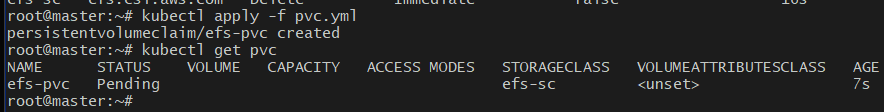 efs-sc   efs.csi.aws.com   Delete          Immediate           false                  16s
root@master:~# kubectl apply -f pvc.yml
persistentvolumeclaim/efs-pvc created
root@master:~# kubectl get pvc
NAME      STATUS    VOLUME   CAPACITY   ACCESS MODES   STORAGECLASS   VOLUMEATTRIBUTESCLASS   AGE
efs-pvc   Pending                                      efs-sc         <unset>                 7s
root@master:~#